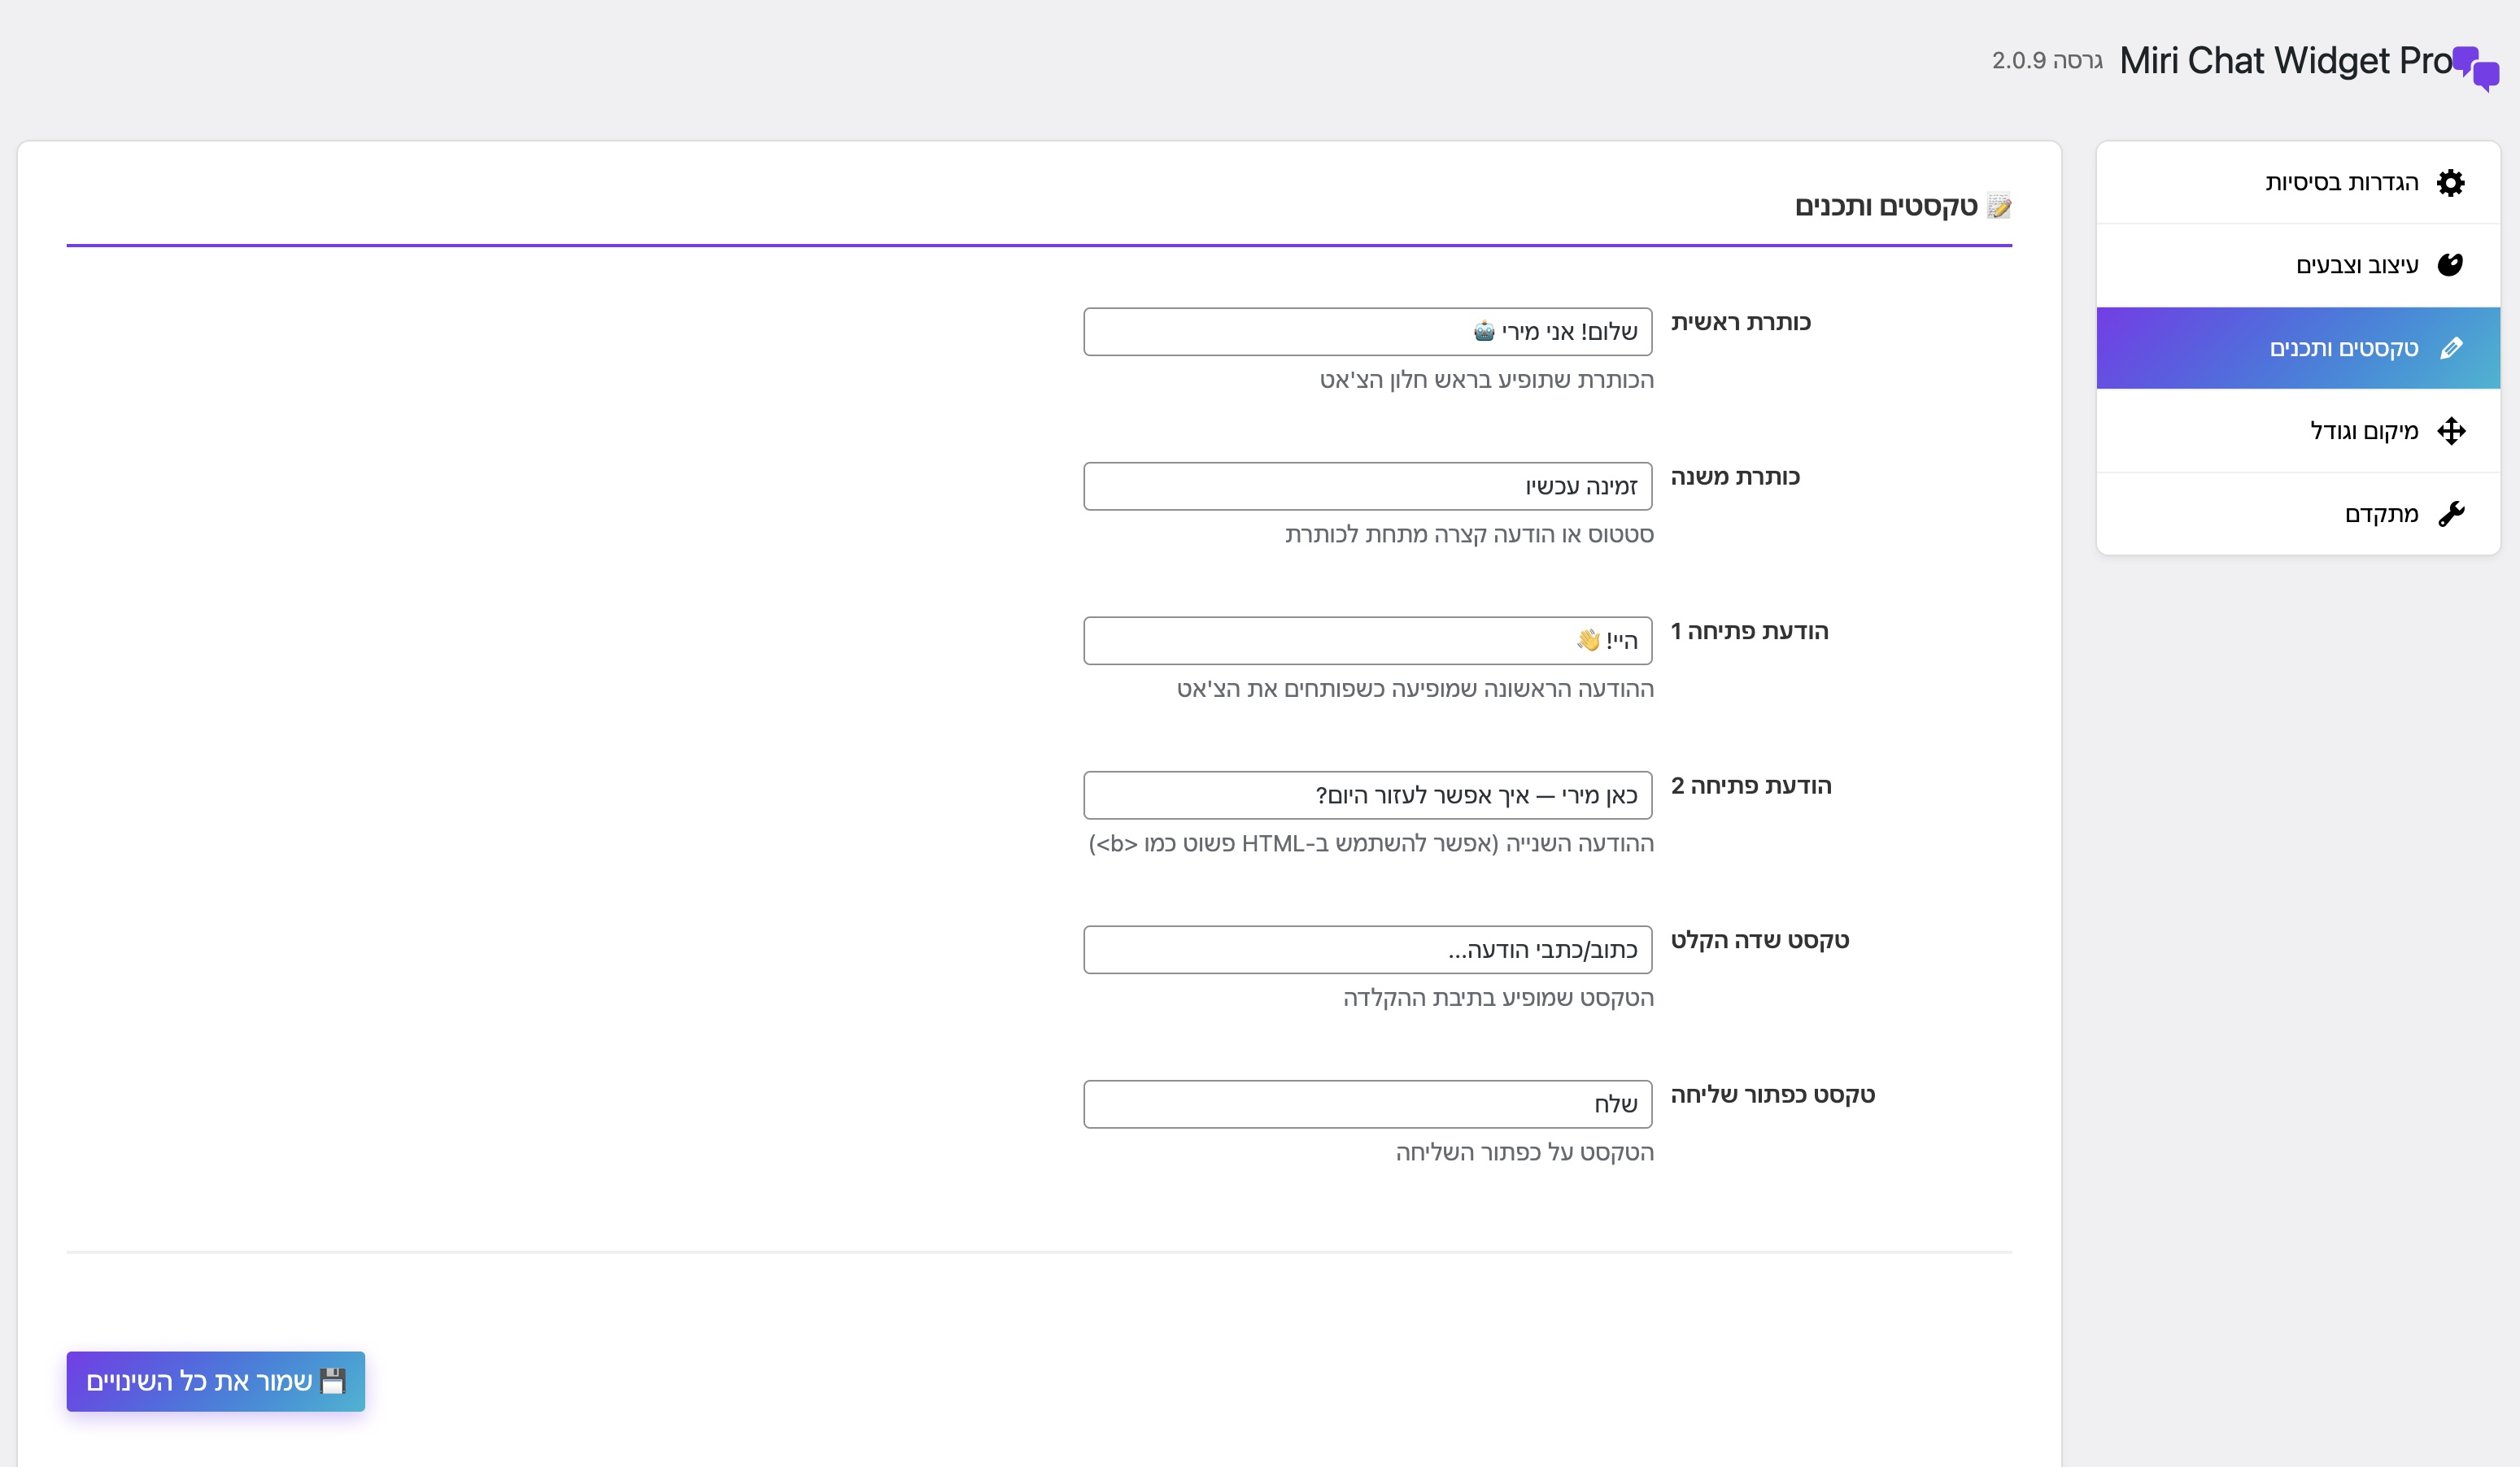 Miri Chat Widget Pro גרסה 2.0.9
הגדרות בסיסיות
עיצוב וצבעים
טקסטים ותכנים
מיקום וגודל
מתקדם
📝 טקסטים ותכנים
כותרת ראשית
שלום! אני מירי 🤖
הכותרת שתופיע בראש חלון הצ'אט
כותרת משנה
זמינה עכשיו
סטטוס או הודעה קצרה מתחת לכותרת
הודעת פתיחה 1
היי! 👋
ההודעה הראשונה שמופיעה כשפותחים את הצ'אט
הודעת פתיחה 2
כאן מירי — איך אפשר לעזור היום?
ההודעה השנייה (אפשר להשתמש ב-HTML פשוט כמו <b>)
טקסט שדה הקלט
כתוב/כתבי הודעה...
הטקסט שמופיע בתיבת ההקלדה
טקסט כפתור שליחה
שלח
הטקסט על כפתור השליחה
💾 שמור את כל השינויים